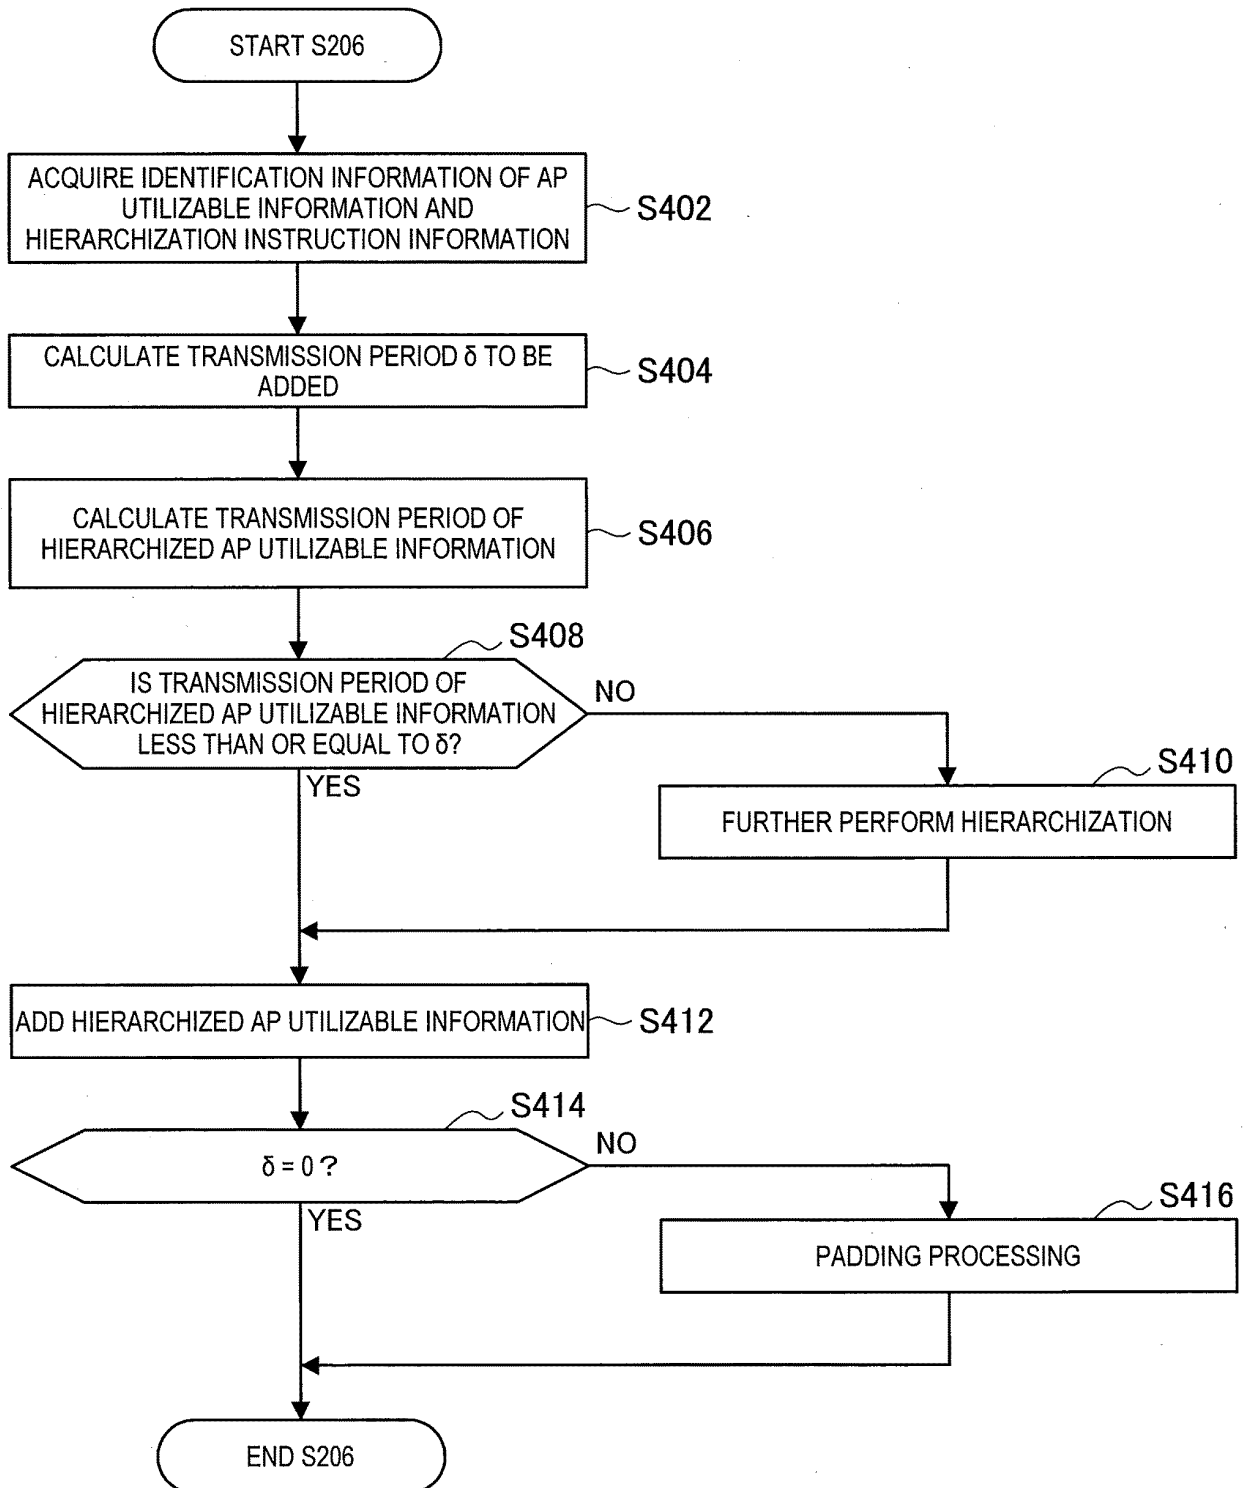 START S206
ACQUIRE IDENTIFICATION INFORMATION OF AP
UTILIZABLE INFORMATION AND
HIERARCHIZATION INSTRUCTION INFORMATION
S402
CALCULATE TRANSMISSION PERIOD δ TO BE
ADDED
S404
CALCULATE TRANSMISSION PERIOD OF
HIERARCHIZED AP UTILIZABLE INFORMATION
S406
S408
IS TRANSMISSION PERIOD OF
HIERARCHIZED AP UTILIZABLE INFORMATION
LESS THAN OR EQUAL TO δ?
NO
YES
S410
FURTHER PERFORM HIERARCHIZATION
ADD HIERARCHIZED AP UTILIZABLE INFORMATION
S412
S414
δ = 0 ?
NO
YES
S416
PADDING PROCESSING
END S206